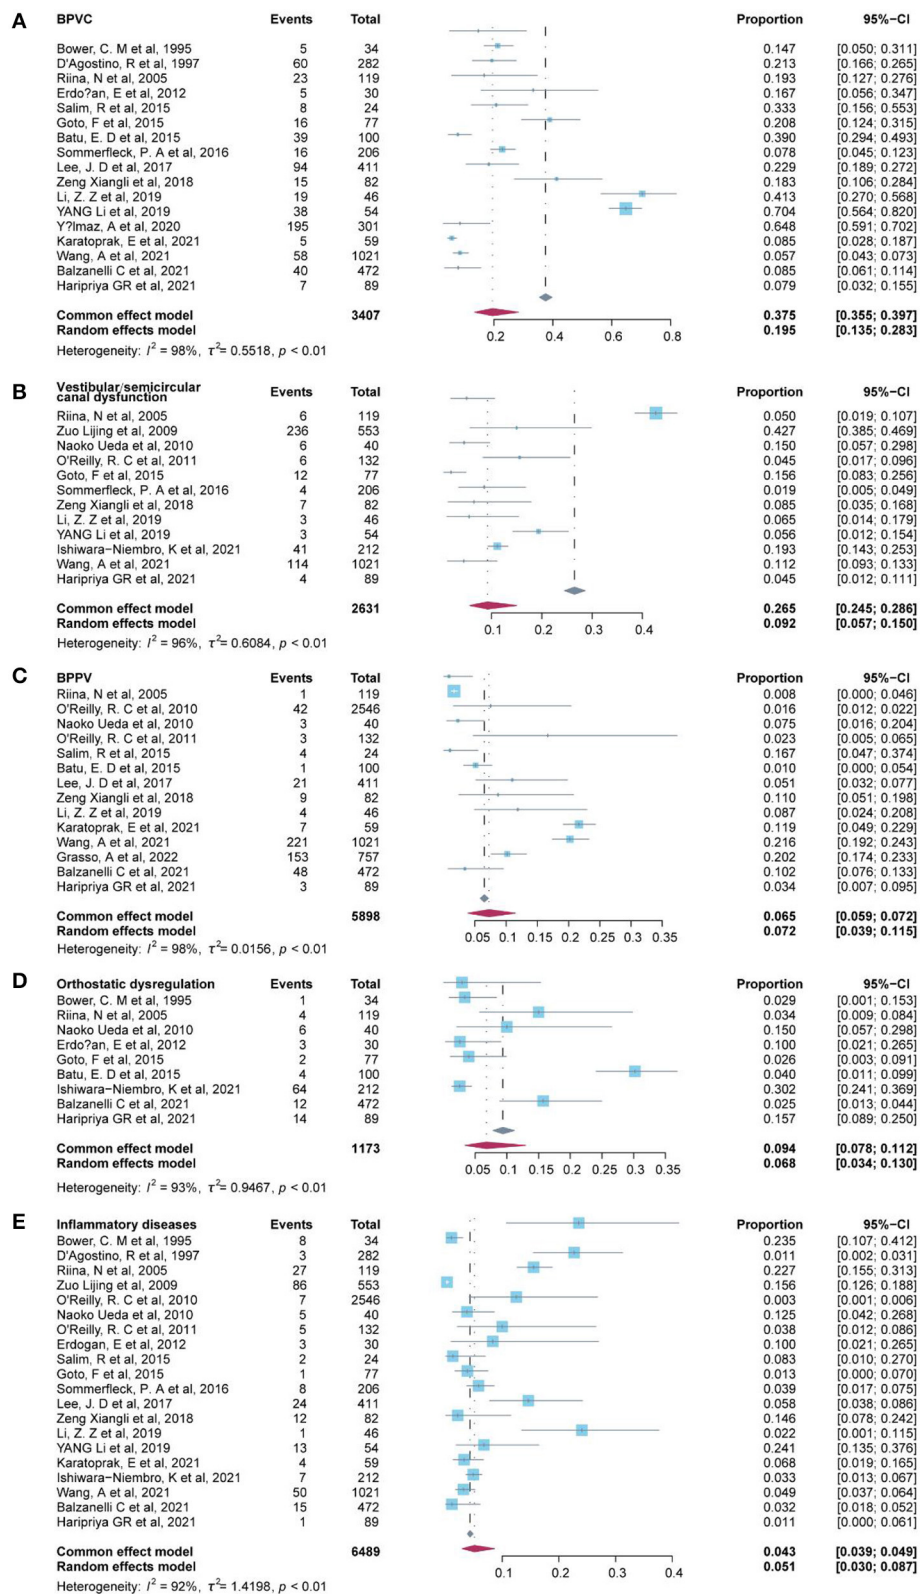 A BPVC Events Total Proportion 95%−CI
Bower, C. M et al, 1995 5 34 0.147 [0.050; 0.311]
D'Agostino, R et al, 1997 60 282 0.213 [0.166; 0.265]
Riina, N et al, 2005 23 119 0.193 [0.127; 0.276]
Erdo?an, E et al, 2012 5 30 0.167 [0.056; 0.347]
Salim, R et al, 2015 8 24 0.333 [0.156; 0.553]
Goto, F et al, 2015 16 77 0.208 [0.124; 0.315]
Batu, E. D et al, 2015 39 100 0.390 [0.294; 0.493]
Sommerfleck, P. A et al, 2016 16 206 0.078 [0.045; 0.123]
Lee, J. D et al, 2017 94 411 0.229 [0.189; 0.272]
Zeng Xiangli et al, 2018 15 82 0.183 [0.106; 0.284]
Li, Z. Z et al, 2019 19 46 0.413 [0.270; 0.568]
YANG Li et al, 2019 38 54 0.704 [0.564; 0.820]
Y?lmaz, A et al, 2020 195 301 0.648 [0.591; 0.702]
Karatoprak, E et al, 2021 5 59 0.085 [0.028; 0.187]
Wang, A et al, 2021 58 1021 0.057 [0.043; 0.073]
Balzanelli C et al, 2021 40 472 0.085 [0.061; 0.114]
Haripriya GR et al, 2021 7 89 0.079 [0.032; 0.155]
Common effect model 3407 0.375 [0.355; 0.397]
Random effects model 0.195 [0.135; 0.283]
0.2 0.4 0.6 0.8
Heterogeneity: I² = 98%, τ² = 0.5518, p < 0.01
B Vestibular/semicircular
canal dysfunction Events Total Proportion 95%−CI
Riina, N et al, 2005 6 119 0.050 [0.019; 0.107]
Zuo Lijing et al, 2009 236 553 0.427 [0.385; 0.469]
Naoko Ueda et al, 2010 6 40 0.150 [0.057; 0.298]
O'Reilly, R. C et al, 2011 6 132 0.045 [0.017; 0.096]
Goto, F et al, 2015 12 77 0.156 [0.083; 0.256]
Sommerfleck, P. A et al, 2016 4 206 0.019 [0.005; 0.049]
Zeng Xiangli et al, 2018 7 82 0.085 [0.035; 0.168]
Li, Z. Z et al, 2019 3 46 0.065 [0.014; 0.179]
YANG Li et al, 2019 3 54 0.056 [0.012; 0.154]
Ishiwara−Niembro, K et al, 2021 41 212 0.193 [0.143; 0.253]
Wang, A et al, 2021 114 1021 0.112 [0.093; 0.133]
Haripriya GR et al, 2021 4 89 0.045 [0.012; 0.111]
Common effect model 2631 0.265 [0.245; 0.286]
Random effects model 0.092 [0.057; 0.150]
0.1 0.2 0.3 0.4
Heterogeneity: I² = 96%, τ² = 0.6084, p < 0.01
C BPPV Events Total Proportion 95%−CI
Riina, N et al, 2005 1 119 0.008 [0.000; 0.046]
O'Reilly, R. C et al, 2010 42 2546 0.016 [0.012; 0.022]
Naoko Ueda et al, 2010 3 40 0.075 [0.016; 0.204]
O'Reilly, R. C et al, 2011 3 132 0.023 [0.005; 0.065]
Salim, R et al, 2015 4 24 0.167 [0.047; 0.374]
Batu, E. D et al, 2015 1 100 0.010 [0.000; 0.054]
Lee, J. D et al, 2017 21 411 0.051 [0.032; 0.077]
Zeng Xiangli et al, 2018 9 82 0.110 [0.051; 0.198]
Li, Z. Z et al, 2019 4 46 0.087 [0.024; 0.208]
Karatoprak, E et al, 2021 7 59 0.119 [0.049; 0.229]
Wang, A et al, 2021 221 1021 0.216 [0.192; 0.243]
Grasso, A et al, 2022 153 757 0.202 [0.174; 0.233]
Balzanelli C et al, 2021 48 472 0.102 [0.076; 0.133]
Haripriya GR et al, 2021 3 89 0.034 [0.007; 0.095]
Common effect model 5898 0.065 [0.059; 0.072]
Random effects model 0.072 [0.039; 0.115]
0.05 0.1 0.15 0.2 0.25 0.3 0.35
Heterogeneity: I² = 98%, τ² = 0.0156, p < 0.01
D Orthostatic dysregulation Events Total Proportion 95%−CI
Bower, C. M et al, 1995 1 34 0.029 [0.001; 0.153]
Riina, N et al, 2005 4 119 0.034 [0.009; 0.084]
Naoko Ueda et al, 2010 6 40 0.150 [0.057; 0.298]
Erdo?an, E et al, 2012 3 30 0.100 [0.021; 0.265]
Goto, F et al, 2015 2 77 0.026 [0.003; 0.091]
Batu, E. D et al, 2015 4 100 0.040 [0.011; 0.099]
Ishiwara−Niembro, K et al, 2021 64 212 0.302 [0.241; 0.369]
Balzanelli C et al, 2021 12 472 0.025 [0.013; 0.044]
Haripriya GR et al, 2021 14 89 0.157 [0.089; 0.250]
Common effect model 1173 0.094 [0.078; 0.112]
Random effects model 0.068 [0.034; 0.130]
0.05 0.1 0.15 0.2 0.25 0.3 0.35
Heterogeneity: I² = 93%, τ² = 0.9467, p < 0.01
E Inflammatory diseases Events Total Proportion 95%−CI
Bower, C. M et al, 1995 8 34 0.235 [0.107; 0.412]
D'Agostino, R et al, 1997 3 282 0.011 [0.002; 0.031]
Riina, N et al, 2005 27 119 0.227 [0.155; 0.313]
Zuo Lijing et al, 2009 86 553 0.156 [0.126; 0.188]
O'Reilly, R. C et al, 2010 7 2546 0.003 [0.001; 0.006]
Naoko Ueda et al, 2010 5 40 0.125 [0.042; 0.268]
O'Reilly, R. C et al, 2011 5 132 0.038 [0.012; 0.086]
Erdogan, E et al, 2012 3 30 0.100 [0.021; 0.265]
Salim, R et al, 2015 2 24 0.083 [0.010; 0.270]
Goto, F et al, 2015 1 77 0.013 [0.000; 0.070]
Sommerfleck, P. A et al, 2016 8 206 0.039 [0.017; 0.075]
Lee, J. D et al, 2017 24 411 0.058 [0.038; 0.086]
Zeng Xiangli et al, 2018 12 82 0.146 [0.078; 0.242]
Li, Z. Z et al, 2019 1 46 0.022 [0.001; 0.115]
YANG Li et al, 2019 13 54 0.241 [0.135; 0.376]
Karatoprak, E et al, 2021 4 59 0.068 [0.019; 0.165]
Ishiwara−Niembro, K et al, 2021 7 212 0.033 [0.013; 0.067]
Wang, A et al, 2021 50 1021 0.049 [0.037; 0.064]
Balzanelli C et al, 2021 15 472 0.032 [0.018; 0.052]
Haripriya GR et al, 2021 1 89 0.011 [0.000; 0.061]
Common effect model 6489 0.043 [0.039; 0.049]
Random effects model 0.051 [0.030; 0.087]
0.1 0.2 0.3 0.4
Heterogeneity: I² = 92%, τ² = 1.4198, p < 0.01